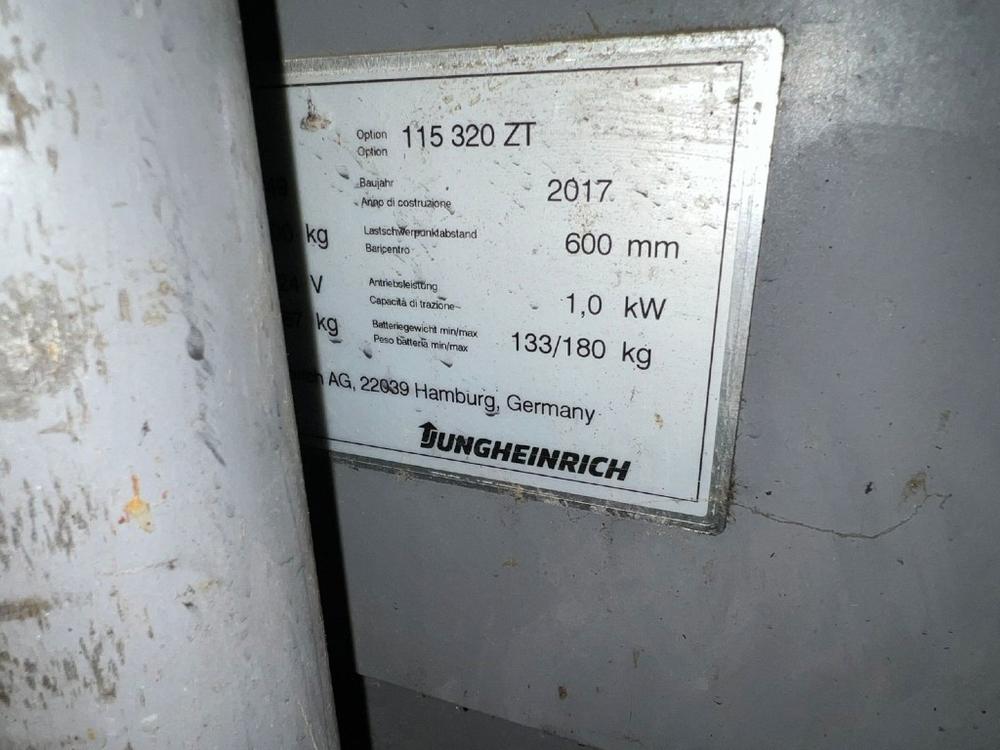 Option 115 320 ZT
Option
Baujahr 2017
Anno di costruzione
kg Lastschwerpunktabstand 600 mm
Baricentro
24 V Antriebsleistung 1,0 kW
Capacità di trazione
kg Batteriegewicht min/max 133/180 kg
Peso batteria min/max
AG, 22039 Hamburg, Germany
JUNGHEINRICH